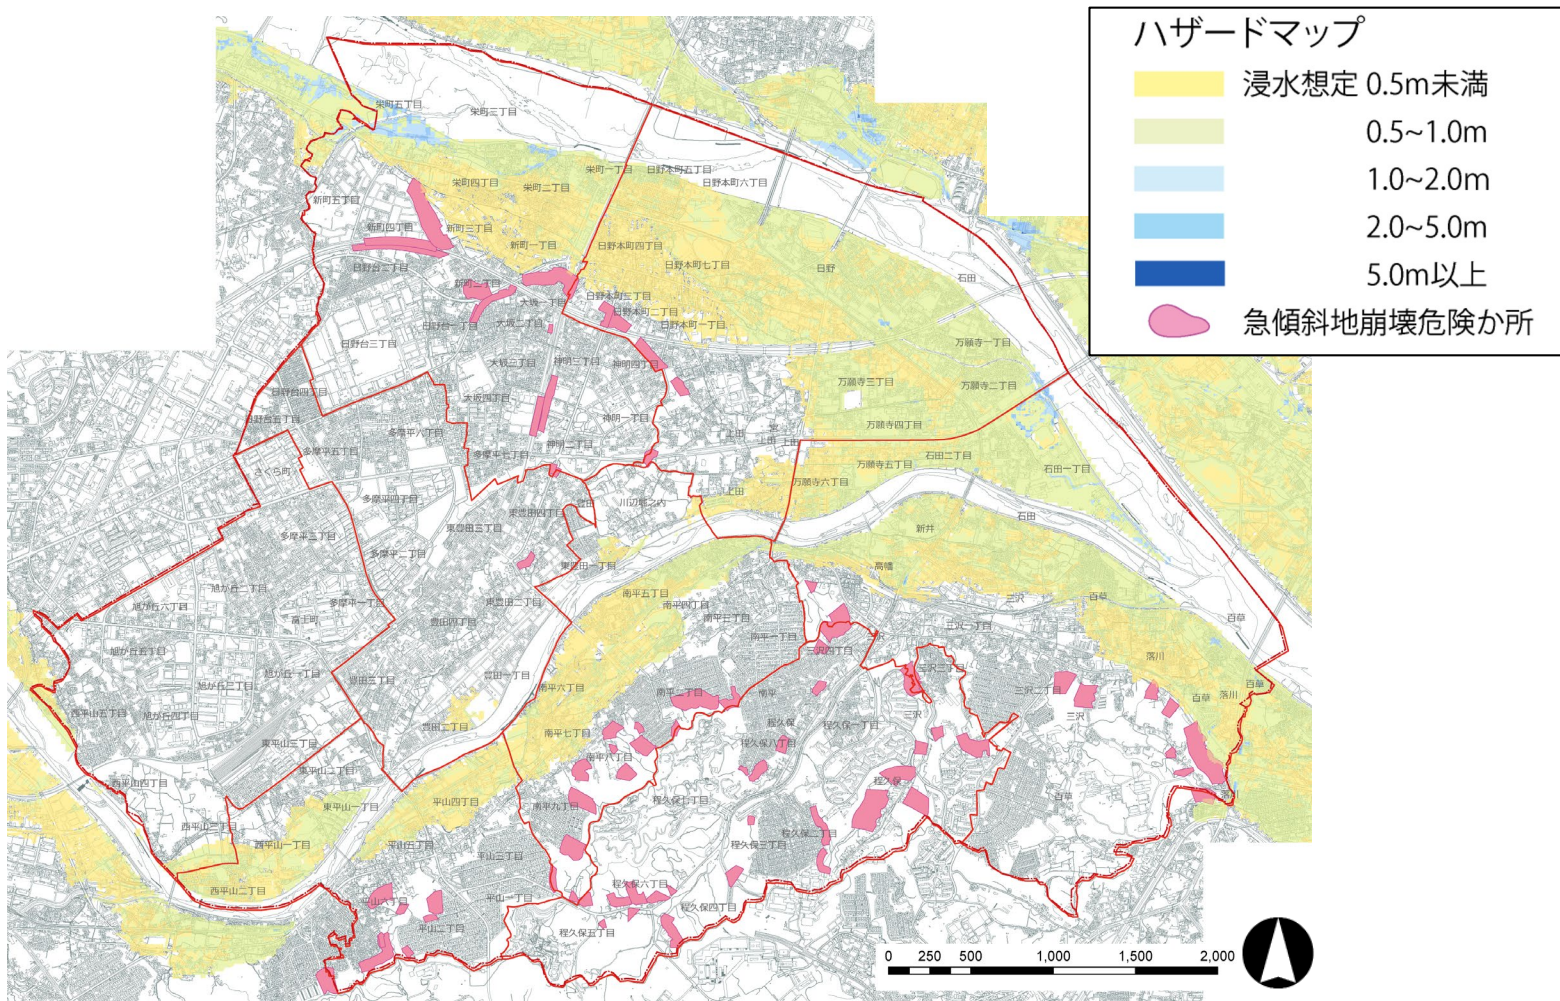 ハザードマップ
浸水想定 0.5m未満
0.5~1.0m
1.0~2.0m
2.0~5.0m
5.0m以上
急傾斜地崩壊危険か所
栄町五丁目
栄町三丁目
栄町一丁目
日野本町五丁目
日野本町六丁目
栄町四丁目
栄町二丁目
新町五丁目
新町四丁目
新町三丁目
新町一丁目
日野本町四丁目
日野本町七丁目
日野
石田
日野台二丁目
新町二丁目
大坂一丁目
日野本町三丁目
日野本町二丁目
日野本町一丁目
日野台一丁目
大坂二丁目
日野台三丁目
大坂三丁目
神明三丁目
神明四丁目
万願寺一丁目
万願寺三丁目
万願寺二丁目
日野台四丁目
大坂四丁目
日野台五丁目
神明一丁目
万願寺四丁目
多摩平六丁目
神明二丁目
宮
上田
上田
多摩平五丁目
多摩平七丁目
石田二丁目
さくら町
万願寺五丁目
石田一丁目
万願寺六丁目
多摩平四丁目
上田
川辺堀之内
豊田
東豊田四丁目
石田
東豊田三丁目
新井
多摩平三丁目
多摩平二丁目
東豊田一丁目
高幡
南平五丁目
旭が丘六丁目
旭が丘二丁目
多摩平一丁目
東豊田二丁目
南平四丁目
三沢
百草
富士町
豊田四丁目
南平三丁目
百草
三沢一丁目
南平一丁目
三沢
旭が丘五丁目
三沢四丁目
落川
旭が丘一丁目
豊田三丁目
豊田一丁目
三沢三丁目
旭が丘三丁目
南平六丁目
南平二丁目
南平
三沢二丁目
百草
落川
百草
西平山五丁目
旭が丘四丁目
三沢
三沢
豊田二丁目
程久保
程久保一丁目
南平七丁目
東平山三丁目
程久保八丁目
南平八丁目
東平山二丁目
西平山四丁目
程久保
落川
程久保七丁目
百草
東平山一丁目
平山四丁目
南平九丁目
西平山三丁目
程久保二丁目
西平山一丁目
平山五丁目
程久保三丁目
平山三丁目
西平山二丁目
程久保六丁目
平山六丁目
平山一丁目
程久保四丁目
平山二丁目
程久保五丁目
0 250 500 1,000 1,500 2,000